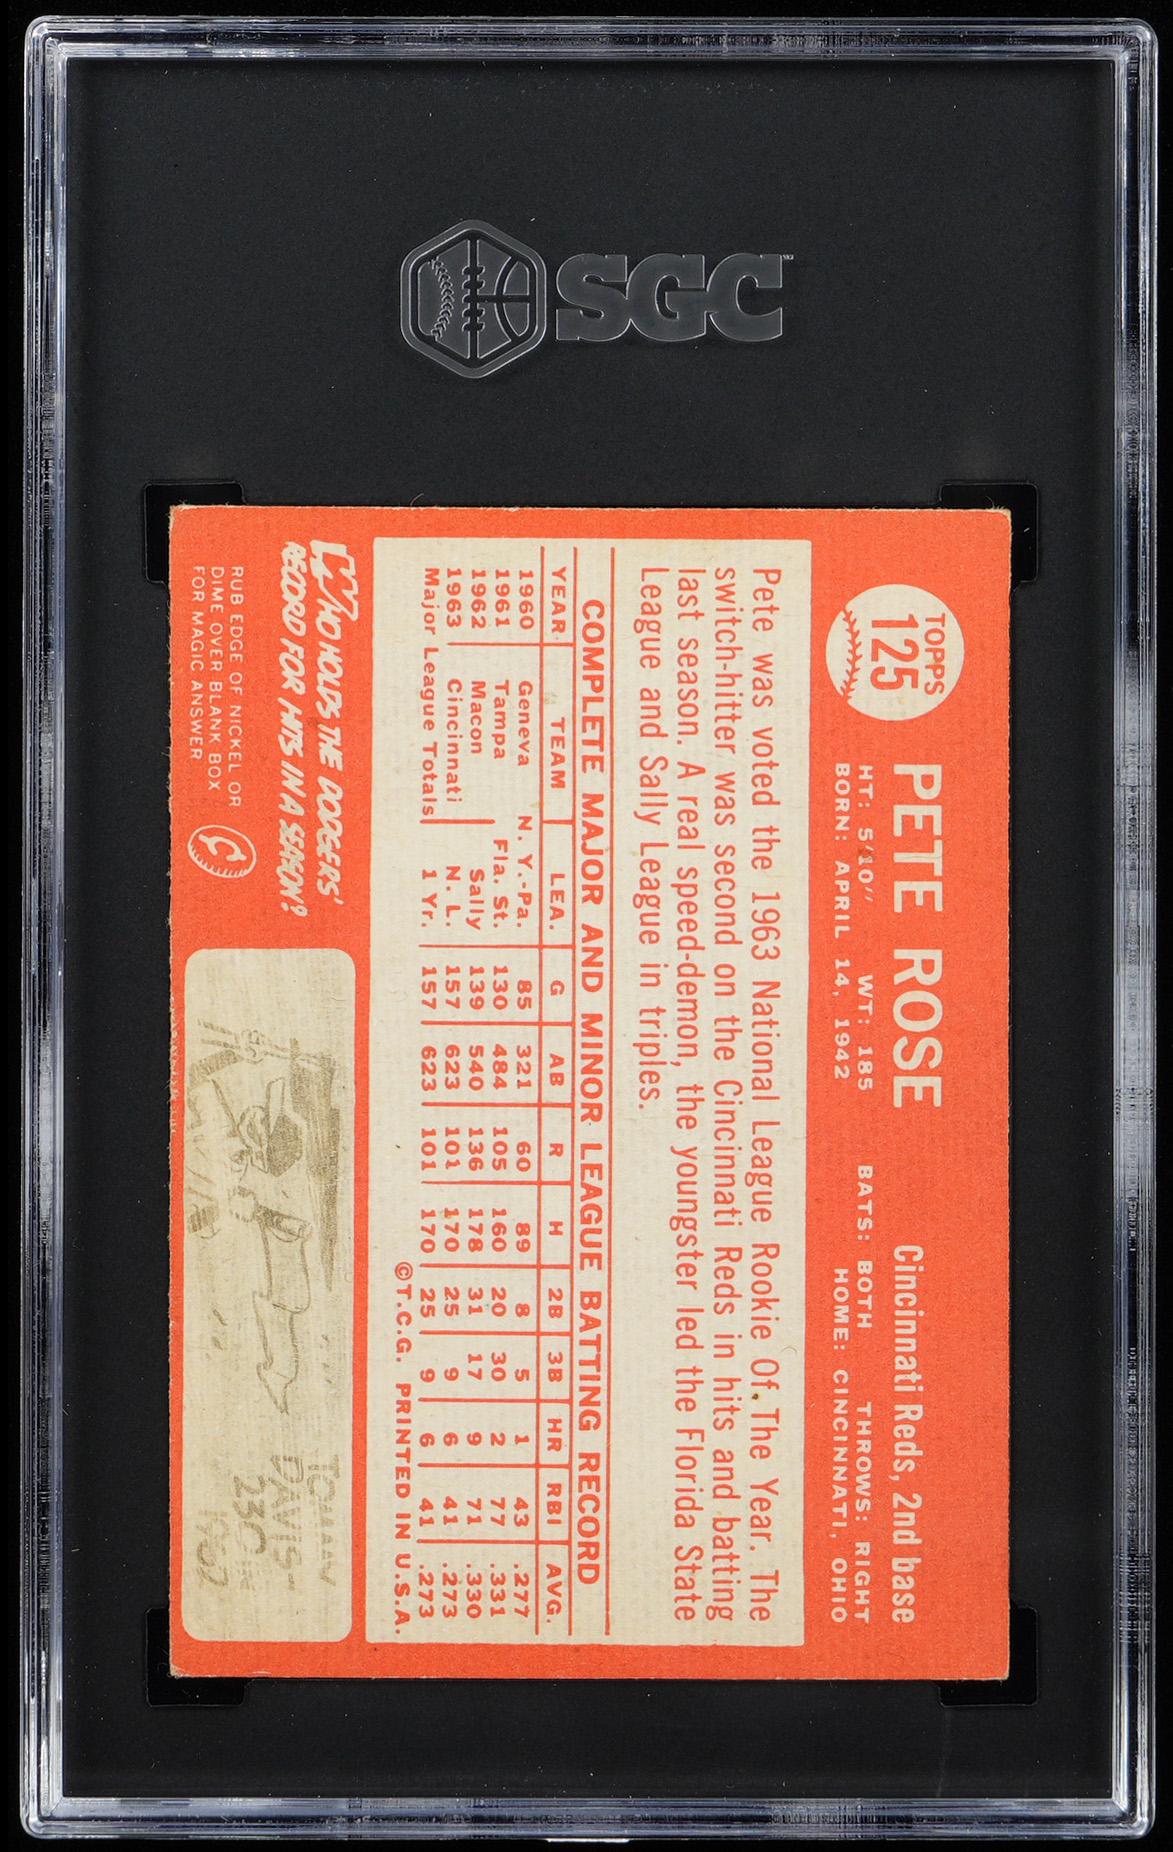 SGC
TOPPS
125
PETE ROSE
Cincinnati Reds, 2nd base
HT: 5'10" WT: 185 BATS: BOTH THROWS: RIGHT
BORN: APRIL 14, 1942 HOME: CINCINNATI, OHIO
Pete was voted the 1963 National League Rookie Of The Year. The
switch-hitter was second on the Cincinnati Reds in hits and batting
last season. A real speed-demon, the youngster led the Florida State
League and Sally League in triples.
COMPLETE MAJOR AND MINOR LEAGUE BATTING RECORD
YEAR TEAM LEA. G AB R H 2B 3B HR RBI AVG.
1960 Geneva N. Y.-Pa. 85 321 60 89 8 5 1 43 .277
1961 Tampa Fla. St. 130 484 105 160 20 30 2 77 .331
1962 Macon Sally 139 540 136 178 31 17 9 71 .330
1963 Cincinnati N. L. 157 623 101 170 25 9 6 41 .273
Major League Totals 1 Yr. 157 623 101 170 25 9 6 41 .273
©T.C.G. PRINTED IN U.S.A.
WHO HOLDS THE DODGERS'
RECORD FOR HITS IN A SEASON?
RUB EDGE OF NICKEL OR
DIME OVER BLANK BOX
FOR MAGIC ANSWER
DAVIS-
230 IN